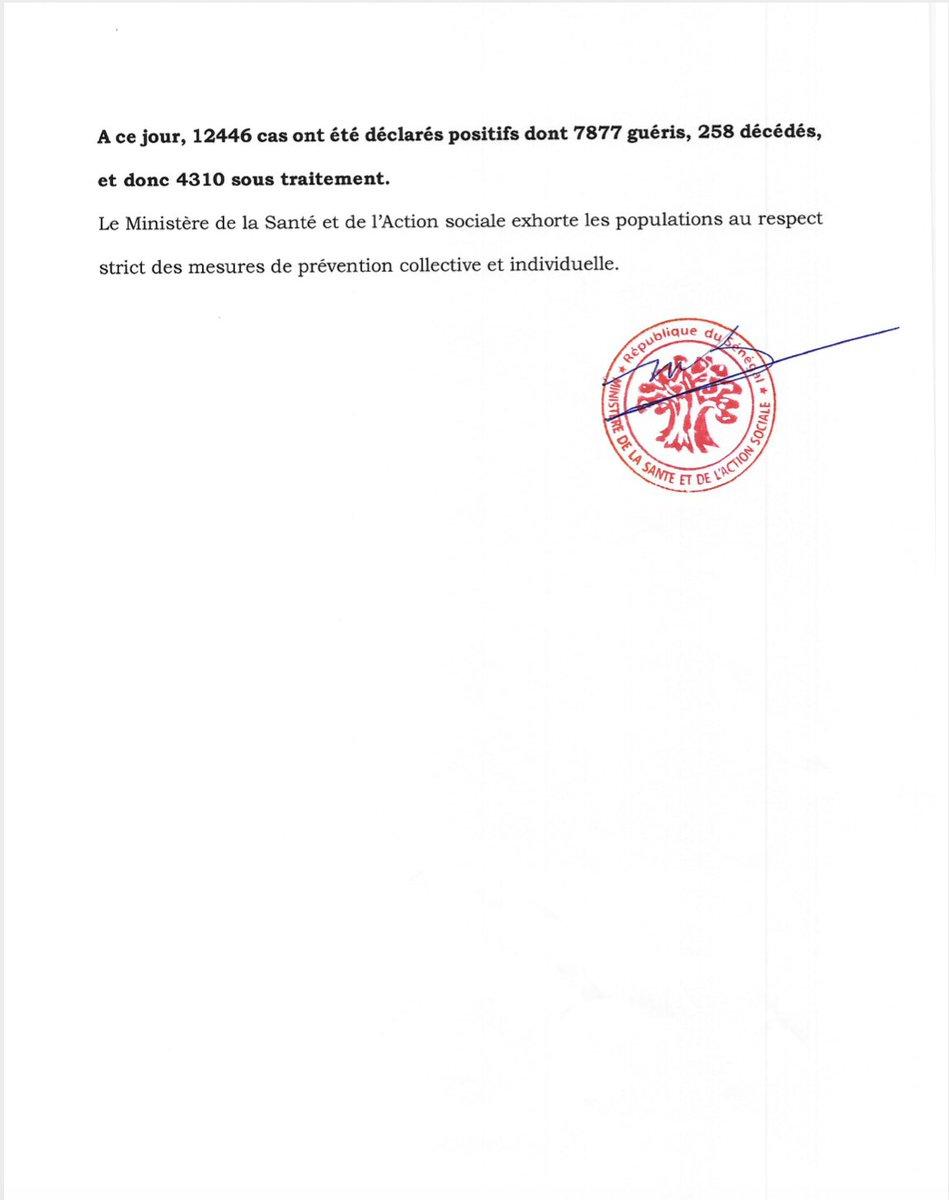 A ce jour, 12446 cas ont été déclarés positifs dont 7877 guéris, 258 décédés,
et donc 4310 sous traitement.
Le Ministère de la Santé et de l'Action sociale exhorte les populations au respect
strict des mesures de prévention collective et individuelle.
★ République du Sénégal ★
MINISTRE DE LA SANTE ET DE L'ACTION SOCIALE